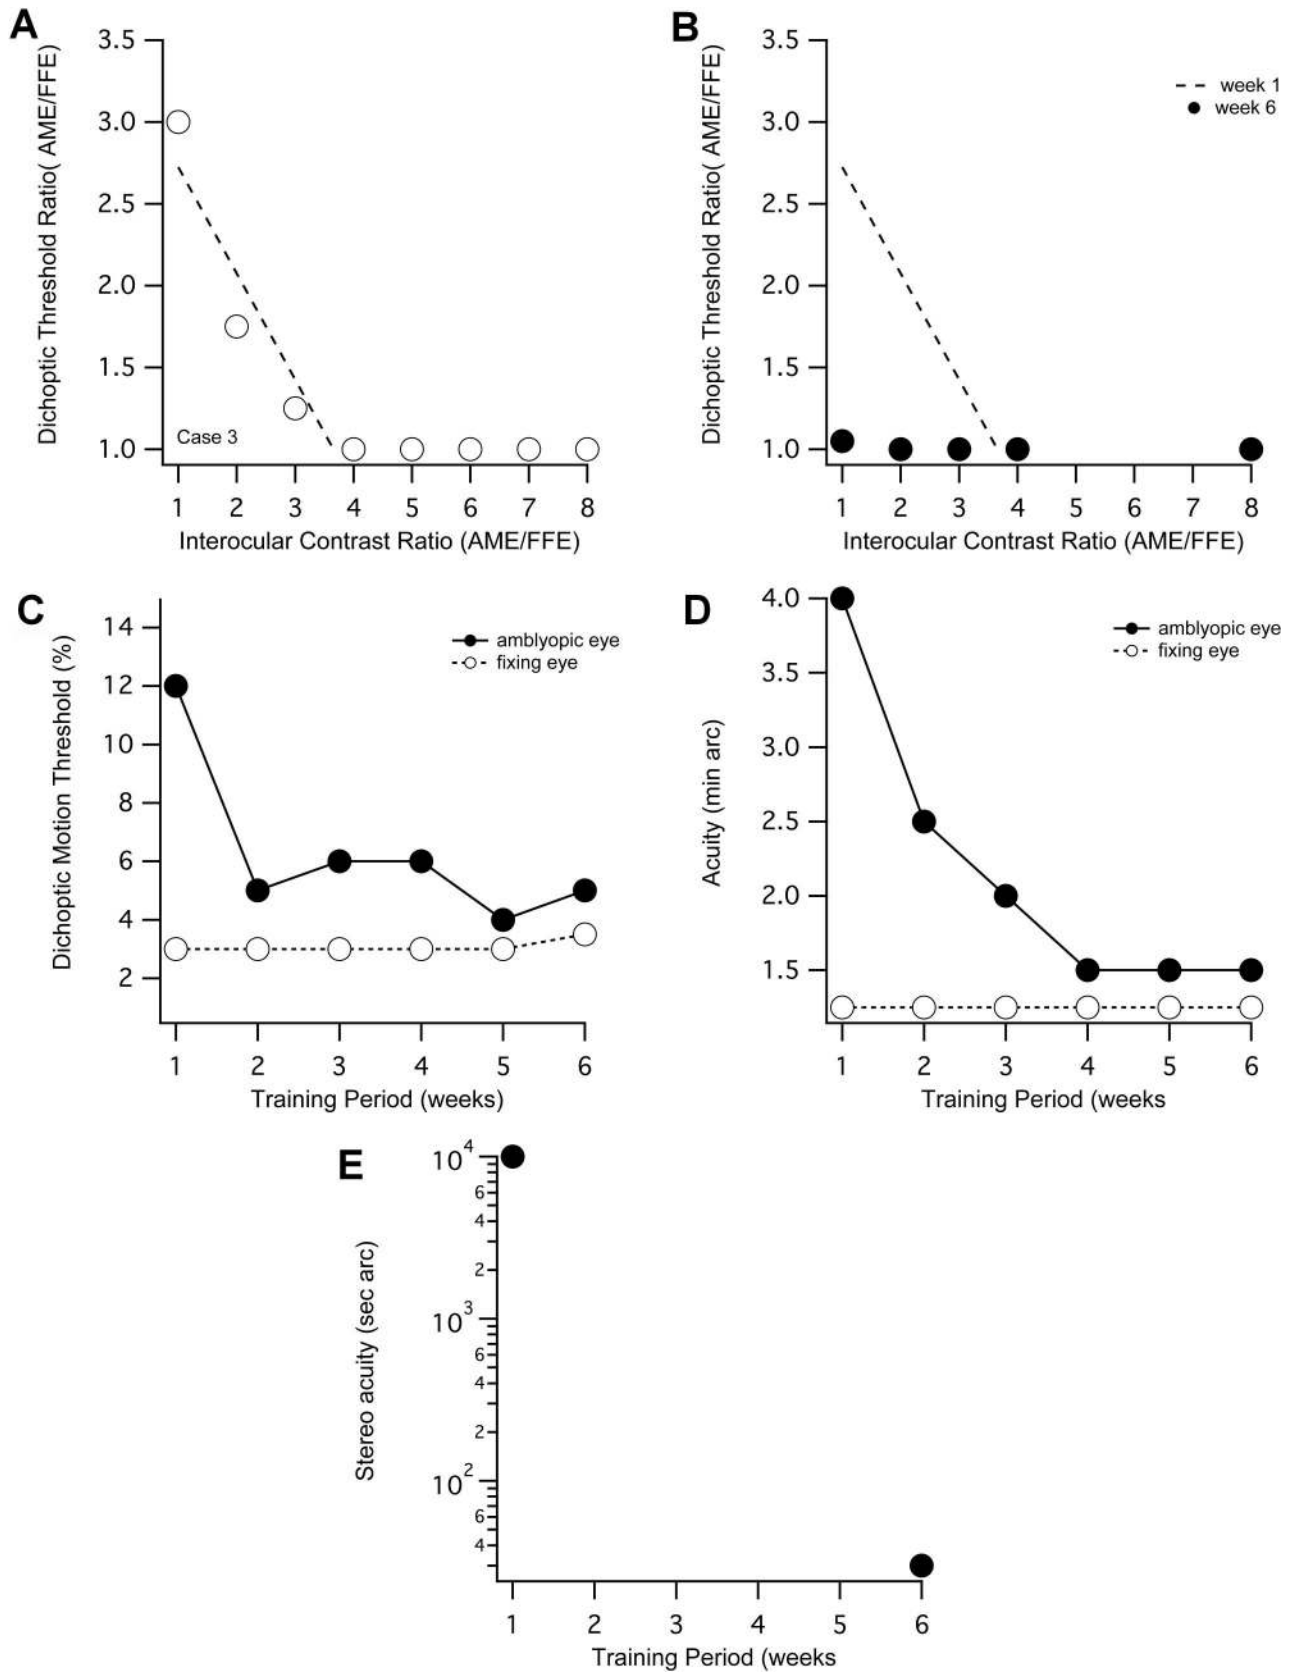 A
Dichoptic Threshold Ratio( AME/FFE)
3.5
3.0
2.5
2.0
1.5
1.0
Case 3
1 2 3 4 5 6 7 8
Interocular Contrast Ratio (AME/FFE)
B
Dichoptic Threshold Ratio( AME/FFE)
3.5
3.0
2.5
2.0
1.5
1.0
week 1
week 6
1 2 3 4 5 6 7 8
Interocular Contrast Ratio (AME/FFE)
C
Dichoptic Motion Threshold (%)
14
12
10
8
6
4
2
amblyopic eye
fixing eye
1 2 3 4 5 6
Training Period (weeks)
D
Acuity (min arc)
4.0
3.5
3.0
2.5
2.0
1.5
amblyopic eye
fixing eye
1 2 3 4 5 6
Training Period (weeks
E
Stereo acuity (sec arc)
10⁴
6
4
2
10³
6
4
2
10²
6
4
1 2 3 4 5 6
Training Period (weeks